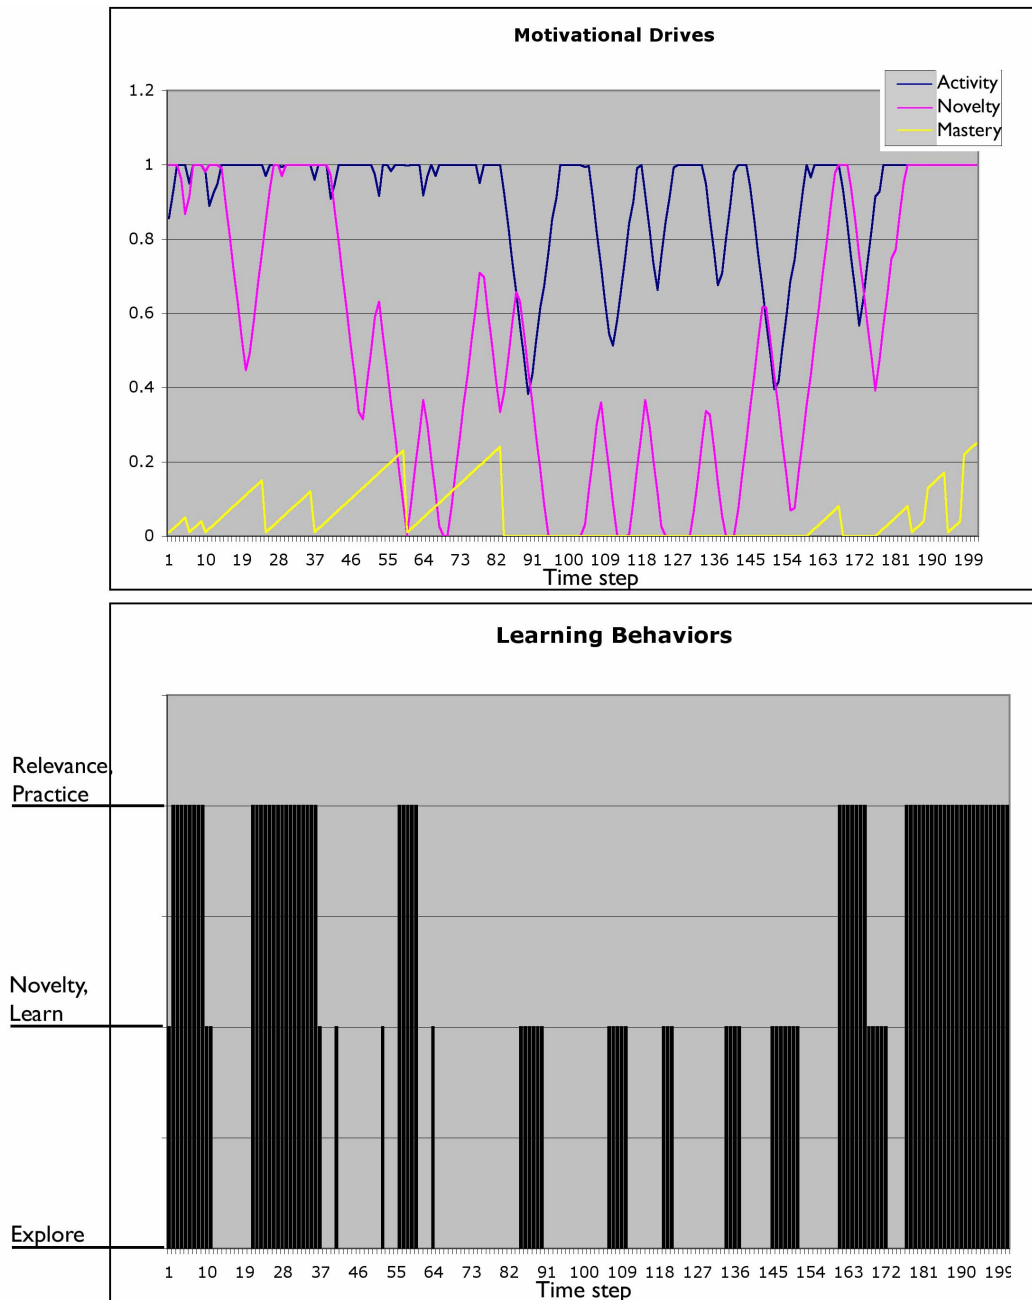 Motivational Drives
Activity
Novelty
Mastery
1.2
1
0.8
0.6
0.4
0.2
0
1 10 19 28 37 46 55 64 73 82 91 100 109 118 127 136 145 154 163 172 181 190 199
Time step
Learning Behaviors
Relevance,
Practice
Novelty,
Learn
Explore
1 10 19 28 37 46 55 64 73 82 91 100 109 118 127 136 145 154 163 172 181 190 199
Time step